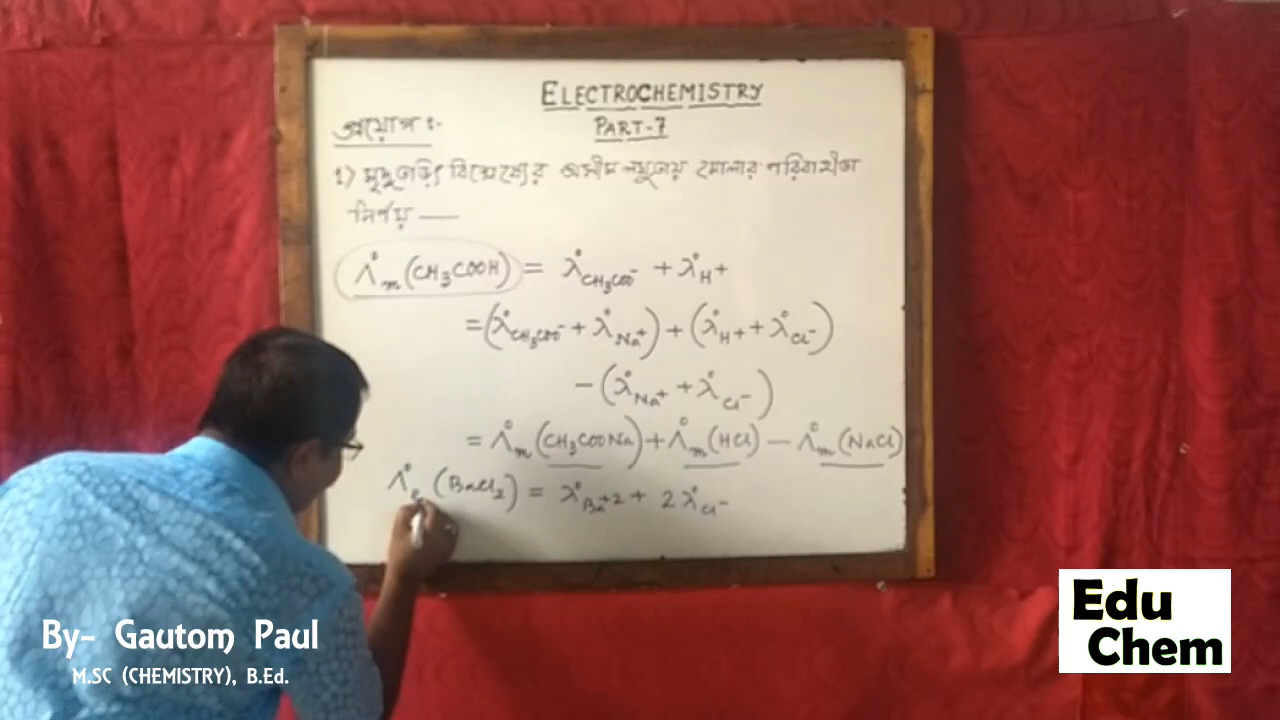 ELECTROCHEMISTRY
PART-7
প্রয়োগ :-
1) মৃদু তড়িৎ বিশ্লেষ্যের অসীম লঘুতায় মোলার পরিবাহীতা
নির্ণয় —
Λ°m (CH3COOH) = λ°CH3COO⁻ + λ°H+
= (λ°CH3COO⁻ + λ°Na+) + (λ°H+ + λ°Cl⁻)
- (λ°Na+ + λ°Cl⁻)
= Λ°m (CH3COONa) + Λ°m (HCl) - Λ°m (NaCl)
Λ°e (BaCl2) = λ°Ba+2 + 2λ°Cl⁻
By- Gautom Paul
M.SC (CHEMISTRY), B.Ed.
Edu
Chem